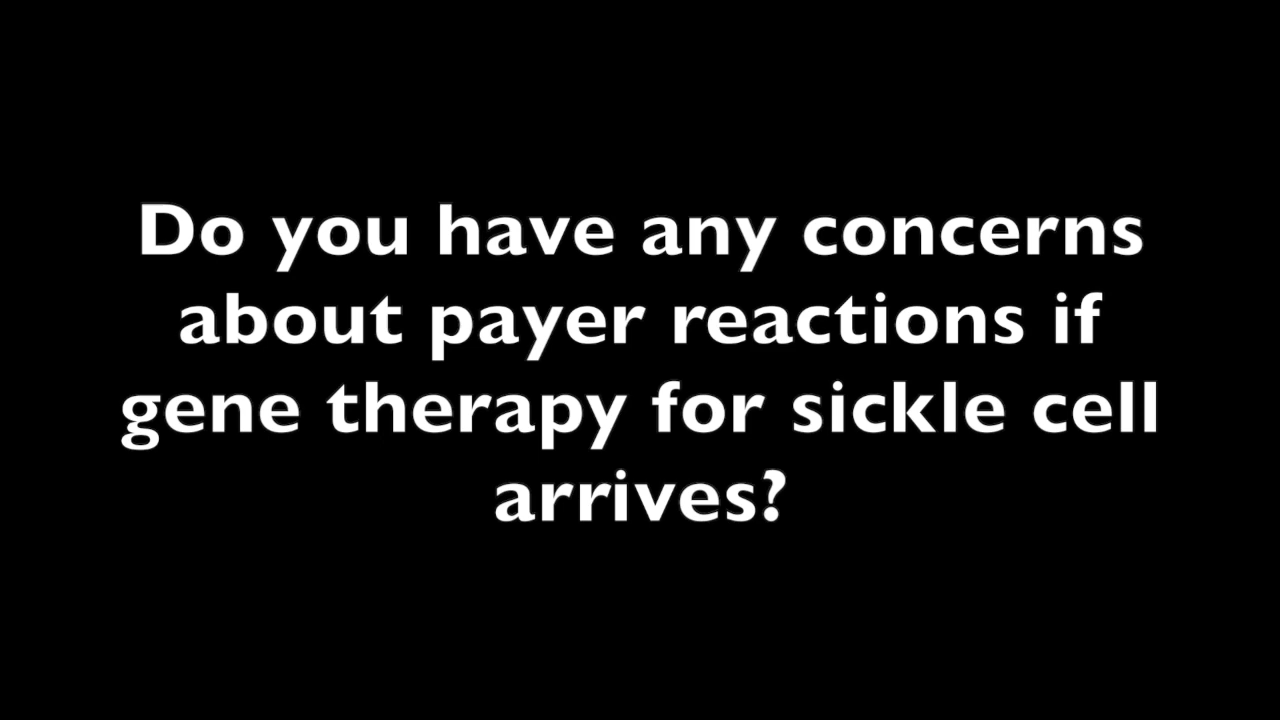 Do you have any concerns
about payer reactions if
gene therapy for sickle cell
arrives?